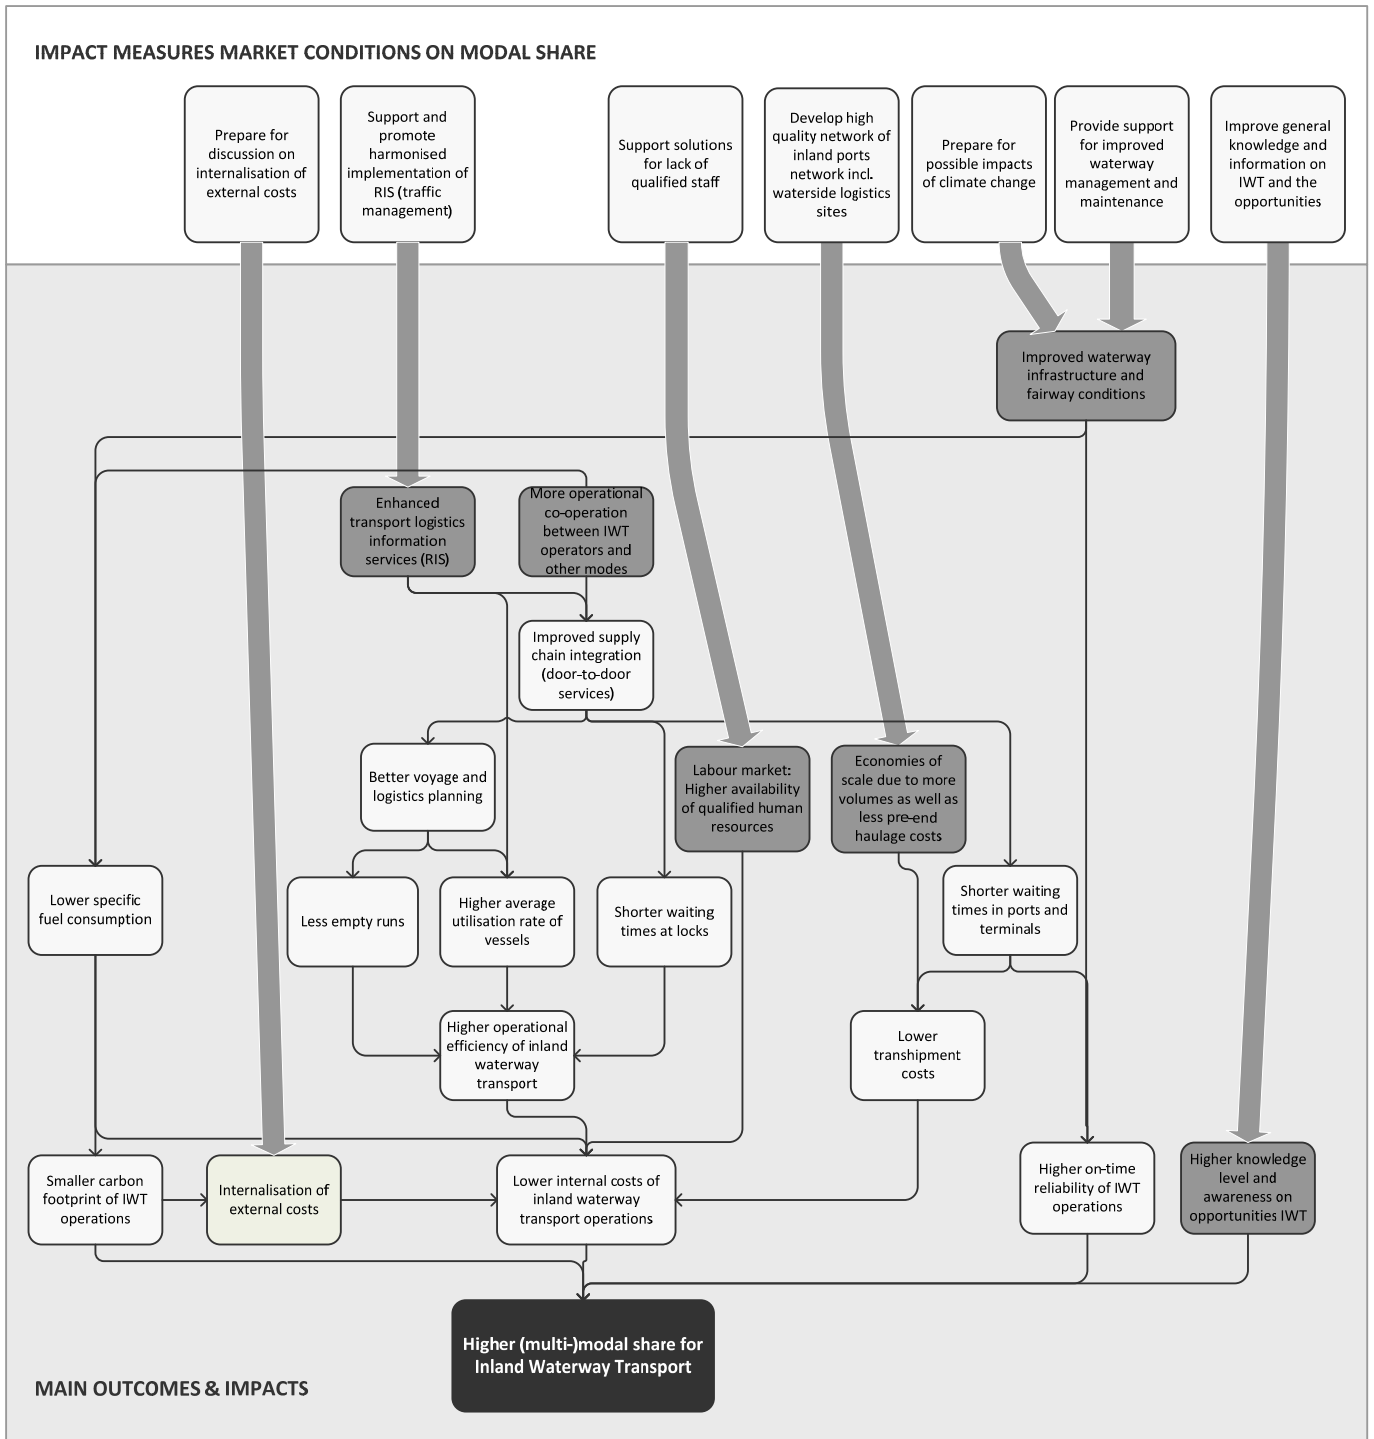 IMPACT MEASURES MARKET CONDITIONS ON MODAL SHARE
Prepare for
discussion on
internalisation of
external costs
Support and
promote
harmonised
implementation of
RIS (traffic
management)
Support solutions
for lack of
qualified staff
Develop high
quality network of
inland ports
network incl.
waterside logistics
sites
Prepare for
possible impacts
of climate change
Provide support
for improved
waterway
management and
maintenance
Improve general
knowledge and
information on
IWT and the
opportunities
Improved waterway
infrastructure and
fairway conditions
Enhanced
transport logistics
information
services (RIS)
More operational
co-operation
between IWT
operators and
other modes
Improved supply
chain integration
(door-to-door
services)
Better voyage and
logistics planning
Labour market:
Higher availability
of qualified human
resources
Economies of
scale due to more
volumes as well as
less pre-end
haulage costs
Lower specific
fuel consumption
Less empty runs
Higher average
utilisation rate of
vessels
Shorter waiting
times at locks
Shorter waiting
times in ports and
terminals
Higher operational
efficiency of inland
waterway
transport
Lower
transhipment
costs
Smaller carbon
footprint of IWT
operations
Internalisation of
external costs
Lower internal costs of
inland waterway
transport operations
Higher on-time
reliability of IWT
operations
Higher knowledge
level and
awareness on
opportunities IWT
Higher (multi-)modal share for
Inland Waterway Transport
MAIN OUTCOMES & IMPACTS